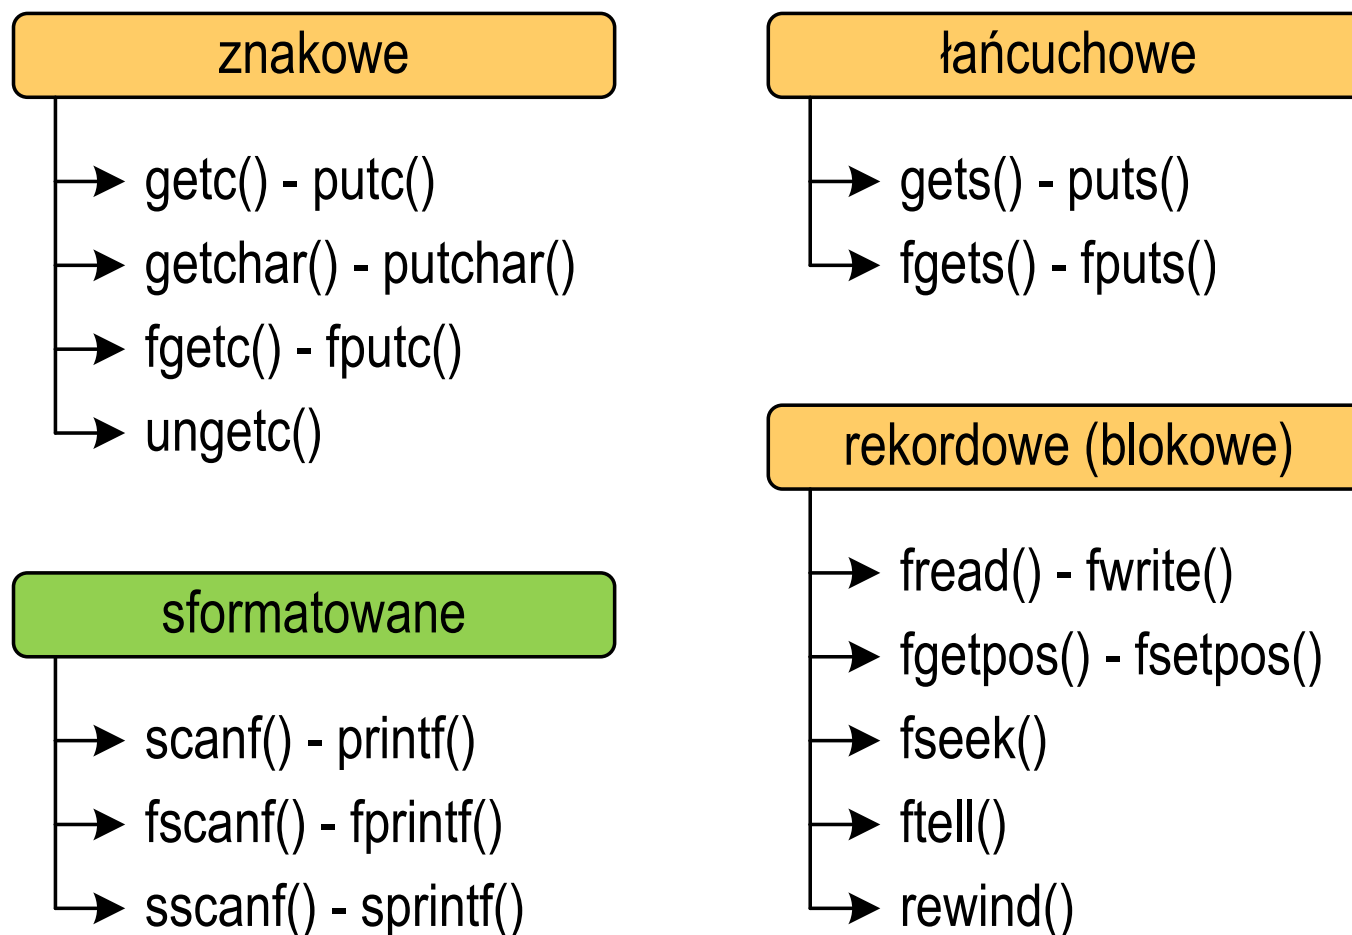 znakowe
getc() - putc()
getchar() - putchar()
fgetc() - fputc()
ungetc()
sformatowane
scanf() - printf()
fscanf() - fprintf()
sscanf() - sprintf()
łańcuchowe
gets() - puts()
fgets() - fputs()
rekordowe (blokowe)
fread() - fwrite()
fgetpos() - fsetpos()
fseek()
ftell()
rewind()